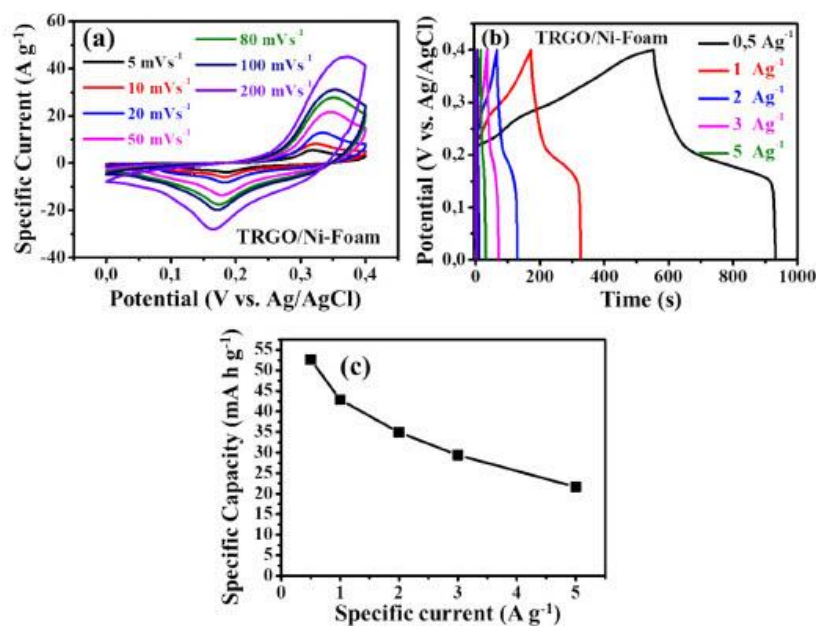 (a)
5 mVs⁻¹
10 mVs⁻¹
20 mVs⁻¹
50 mVs⁻¹
80 mVs⁻¹
100 mVs⁻¹
200 mVs⁻¹
60
40
20
0
-20
-40
Specific Current (A g⁻¹)
TRGO/Ni-Foam
0,0 0,1 0,2 0,3 0,4
Potential (V vs. Ag/AgCl)
(b)
TRGO/Ni-Foam
0,5 Ag⁻¹
1 Ag⁻¹
2 Ag⁻¹
3 Ag⁻¹
5 Ag⁻¹
0,4
0,3
0,2
0,1
0,0
Potential (V vs. Ag/AgCl)
0 200 400 600 800 1000
Time (s)
(c)
55
50
45
40
35
30
25
20
15
10
5
0
Specific Capacity (mA h g⁻¹)
0 1 2 3 4 5
Specific current (A g⁻¹)